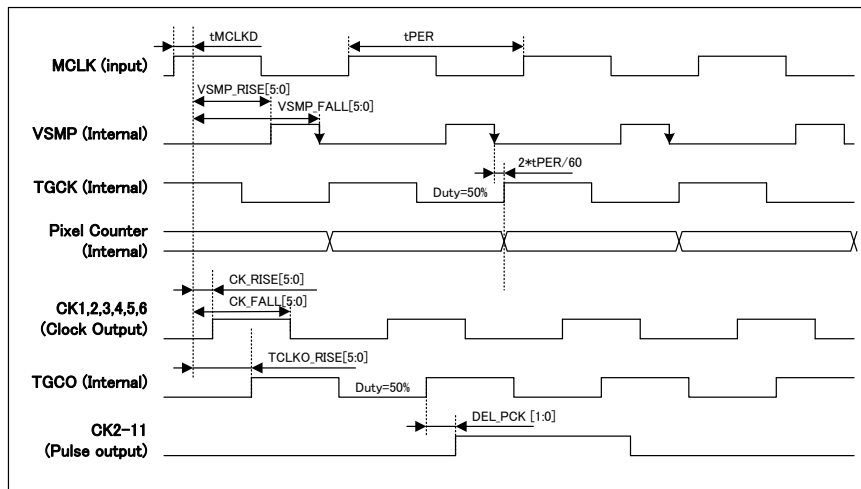 tMCLKD
tPER
MCLK (input)
VSMP_RISE[5:0]
VSMP_FALL[5:0]
VSMP (Internal)
2*tPER/60
TGCK (Internal)
Duty=50%
Pixel Counter
(Internal)
CK_RISE[5:0]
CK_FALL[5:0]
CK1,2,3,4,5,6
(Clock Output)
TCLKO_RISE[5:0]
TGCO (Internal)
Duty=50%
DEL_PCK [1:0]
CK2-11
(Pulse output)